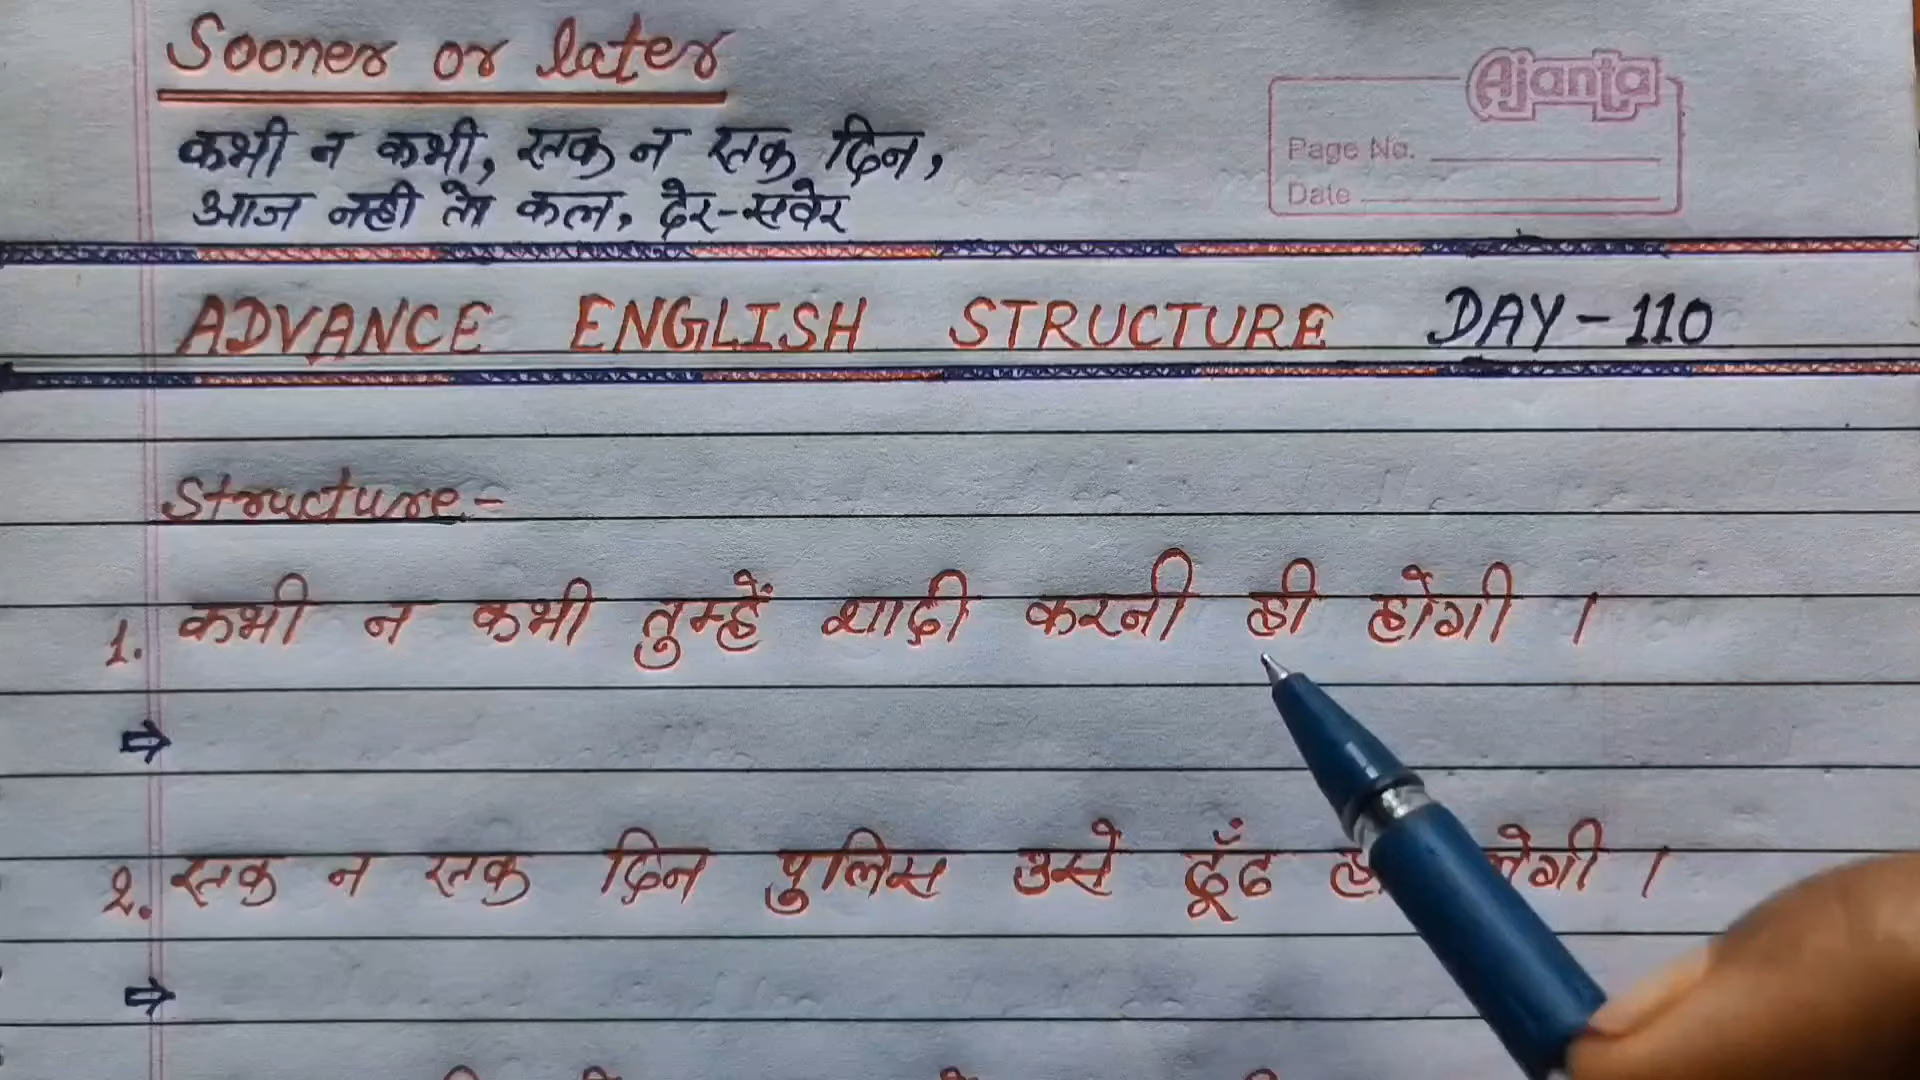 Sooner or later
Ajanta
कभी न कभी, एक न एक दिन,
Page No.
आज नही तो कल, देर-सवेर
Date
ADVANCE ENGLISH STRUCTURE DAY-110
Structure-
1. कभी न कभी तुम्हें शादी करनी ही होगी ।
⇒
2. एक न एक दिन पुलिस उसे ढूँढ लेगी ।
⇒